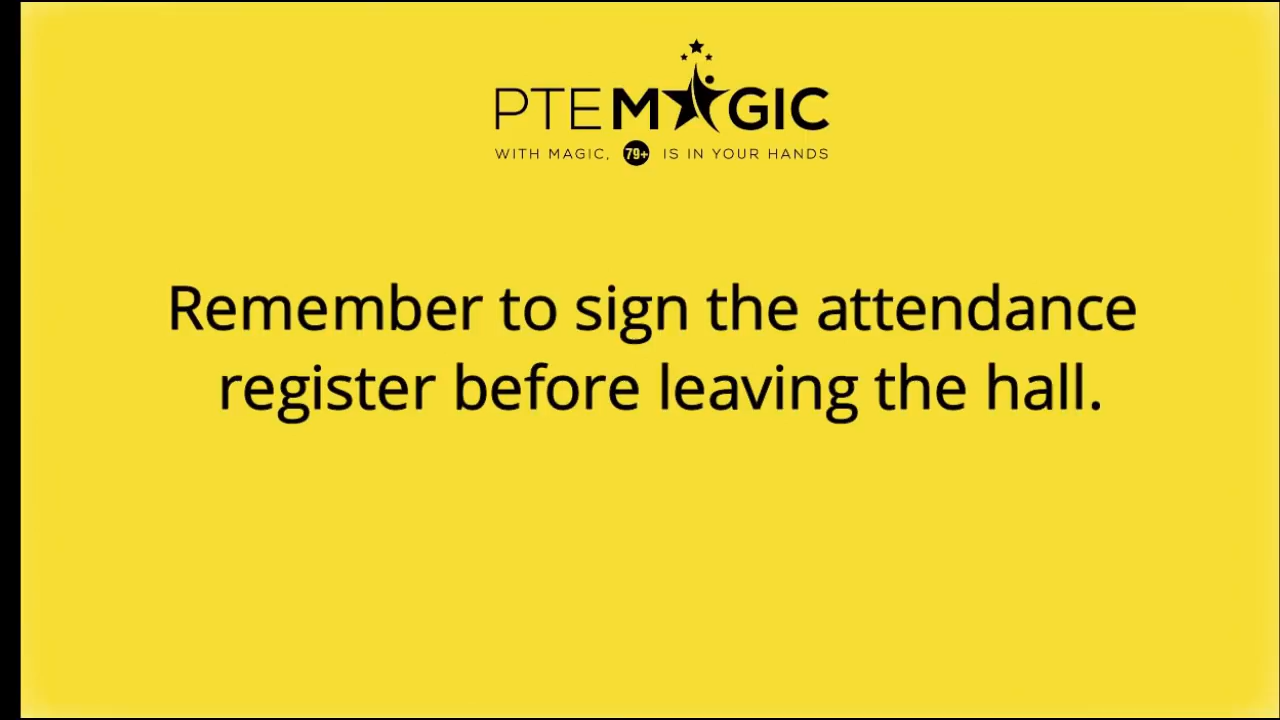 PTEMAGIC
WITH MAGIC, 79+ IS IN YOUR HANDS
Remember to sign the attendance
register before leaving the hall.